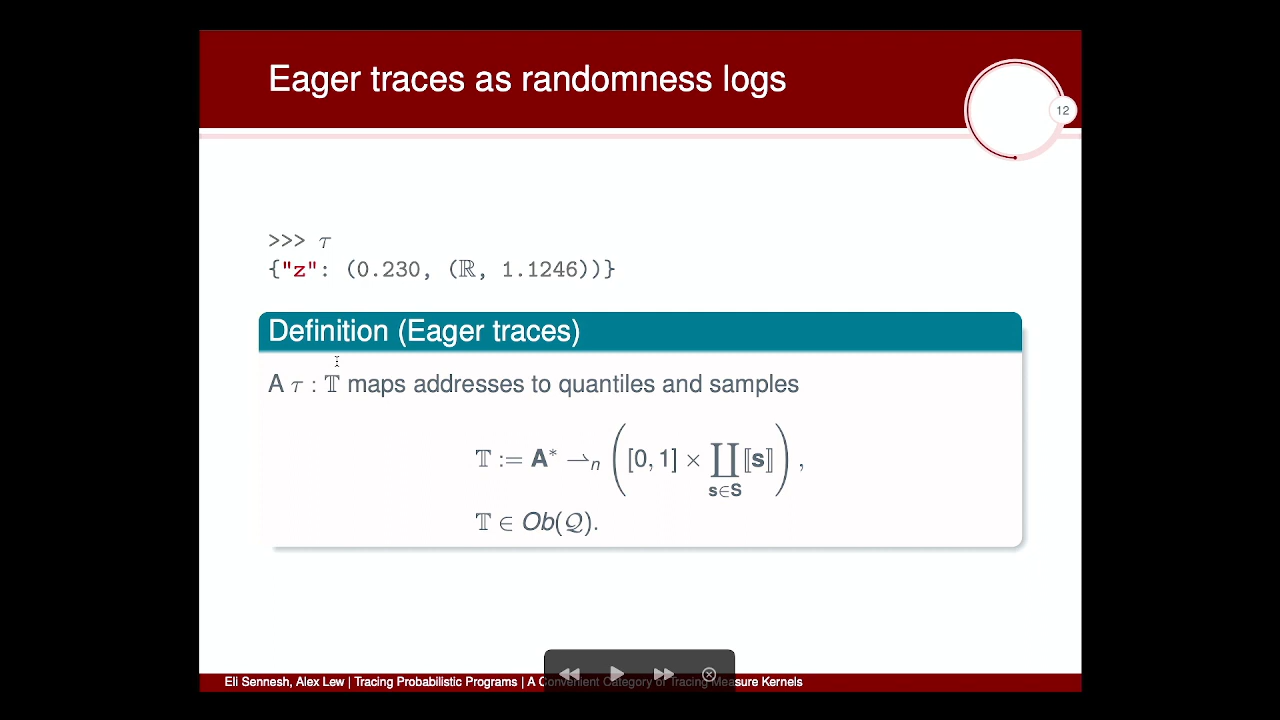 Eager traces as randomness logs
12
>>> τ
{"z": (0.230, (ℝ, 1.1246))}
Definition (Eager traces)
A τ : 𝕋 maps addresses to quantiles and samples
𝕋 := A* ⇀ₙ ([0, 1] × ∐ ⟦s⟧),
s∈S
𝕋 ∈ Ob(𝒬).
Eli Sennesh, Alex Lew | Tracing Probabilistic Programs | A Convenient Category of Tracing Measure Kernels